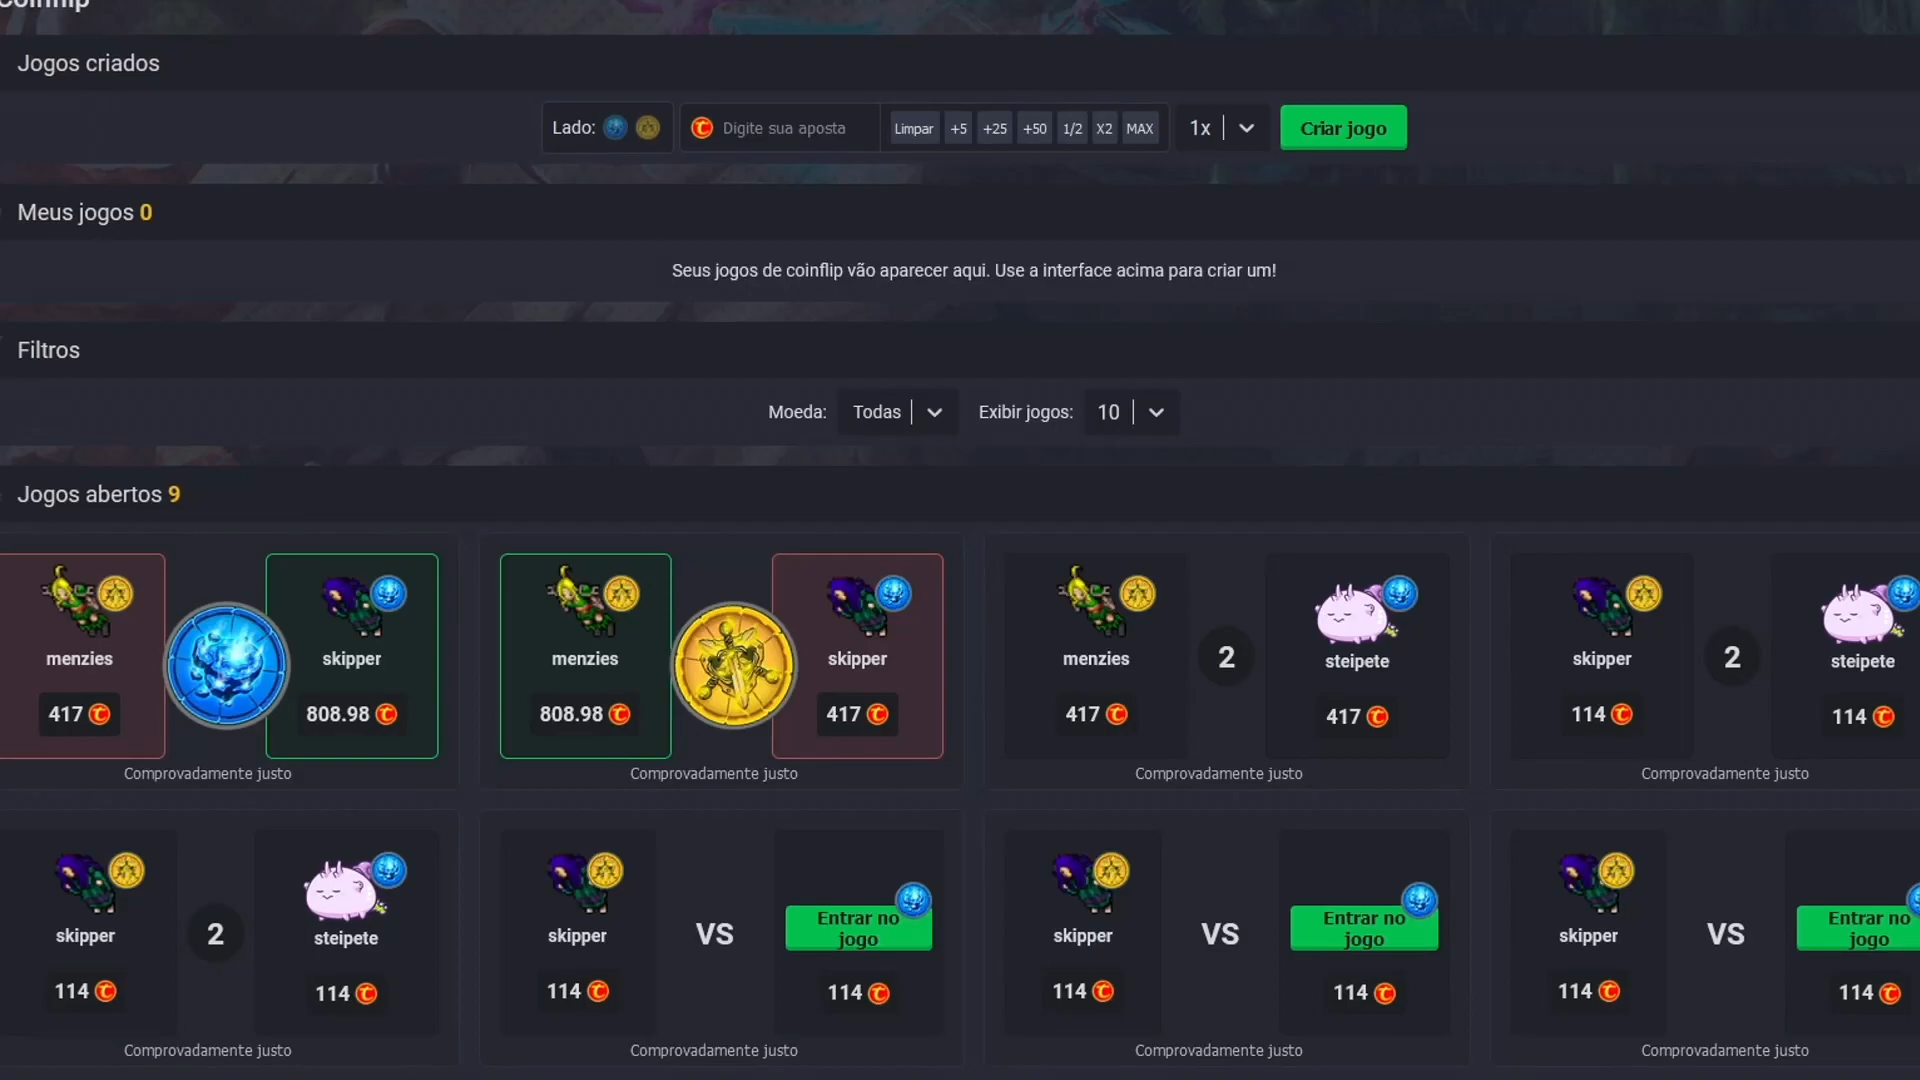 Coinflip
Jogos criados
Lado: Digite sua aposta Limpar +5 +25 +50 1/2 X2 MAX 1x Criar jogo
Meus jogos 0
Seus jogos de coinflip vão aparecer aqui. Use a interface acima para criar um!
Filtros
Moeda: Todas Exibir jogos: 10
Jogos abertos 9
menzies skipper menzies skipper menzies 2 steipete skipper 2 steipete
417 808.98 808.98 417 417 417 114 114
Comprovadamente justo Comprovadamente justo Comprovadamente justo Comprovadamente justo
skipper 2 steipete skipper VS Entrar no jogo skipper VS Entrar no jogo skipper VS Entrar no jogo
114 114 114 114 114 114 114 114
Comprovadamente justo Comprovadamente justo Comprovadamente justo Comprovadamente justo